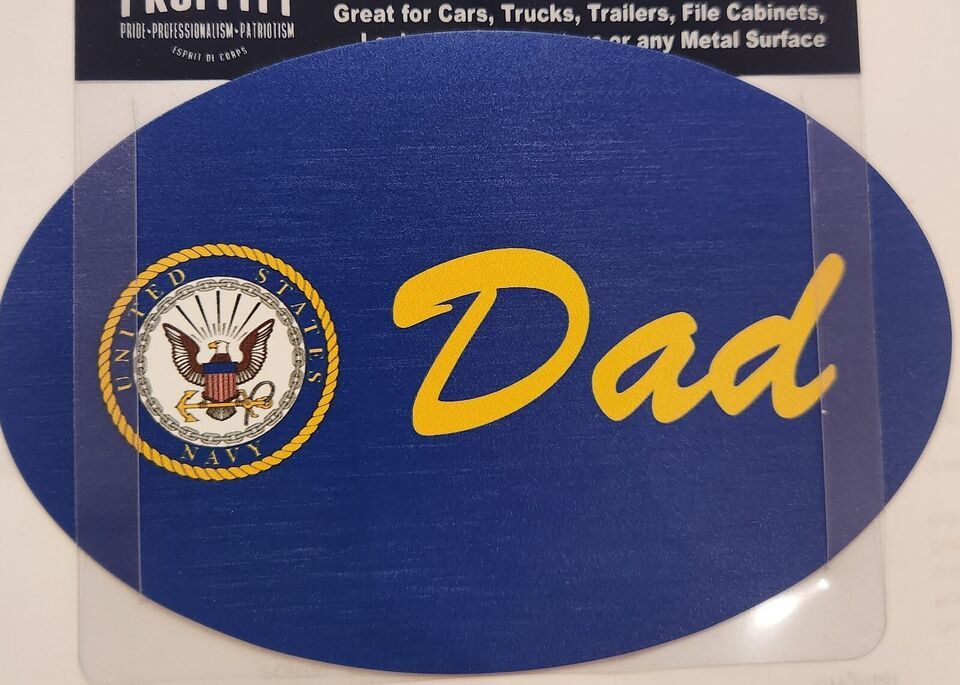 Great for Cars, Trucks, Trailers, File Cabinets,
PRIDE•PROFESSIONALISM•PATRIOTISM
or any Metal Surface
ESPRIT DE CORPS
UNITED STATES
NAVY
Dad